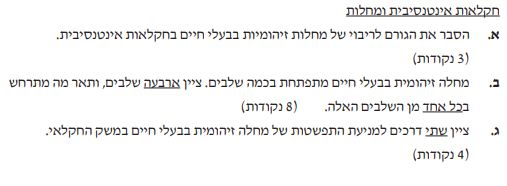 חקלאות אינטנסיבית ומחלות
א. הסבר את הגורם לריבוי של מחלות זיהומיות בבעלי חיים בחקלאות אינטנסיבית.
(3 נקודות)
ב. מחלה זיהומית בבעלי חיים מתפתחת בכמה שלבים. ציין ארבעה שלבים, ותאר מה מתרחש
בכל אחד מן השלבים האלה. (8 נקודות)
ג. ציין שתי דרכים למניעת התפשטות של מחלה זיהומית בבעלי חיים במשק החקלאי.
(4 נקודות)